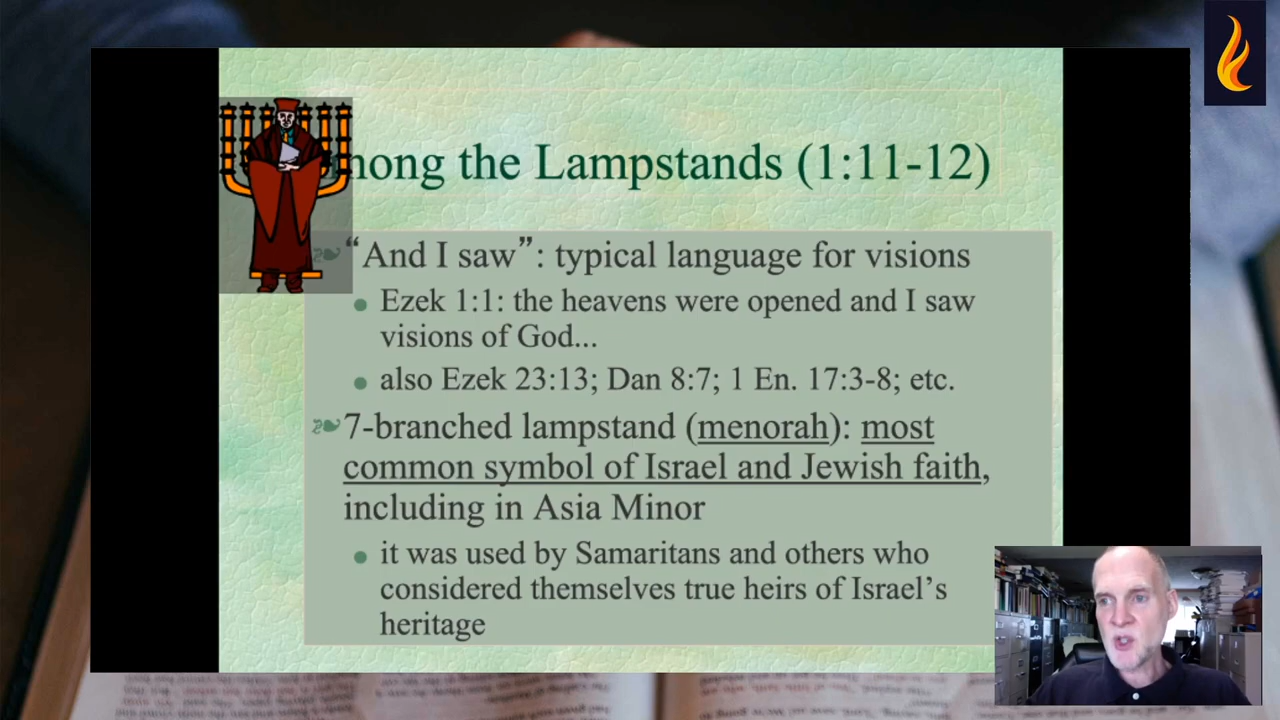 mong the Lampstands (1:11-12)
“And I saw”: typical language for visions
Ezek 1:1: the heavens were opened and I saw
visions of God...
also Ezek 23:13; Dan 8:7; 1 En. 17:3-8; etc.
7-branched lampstand (menorah): most
common symbol of Israel and Jewish faith,
including in Asia Minor
it was used by Samaritans and others who
considered themselves true heirs of Israel’s
heritage